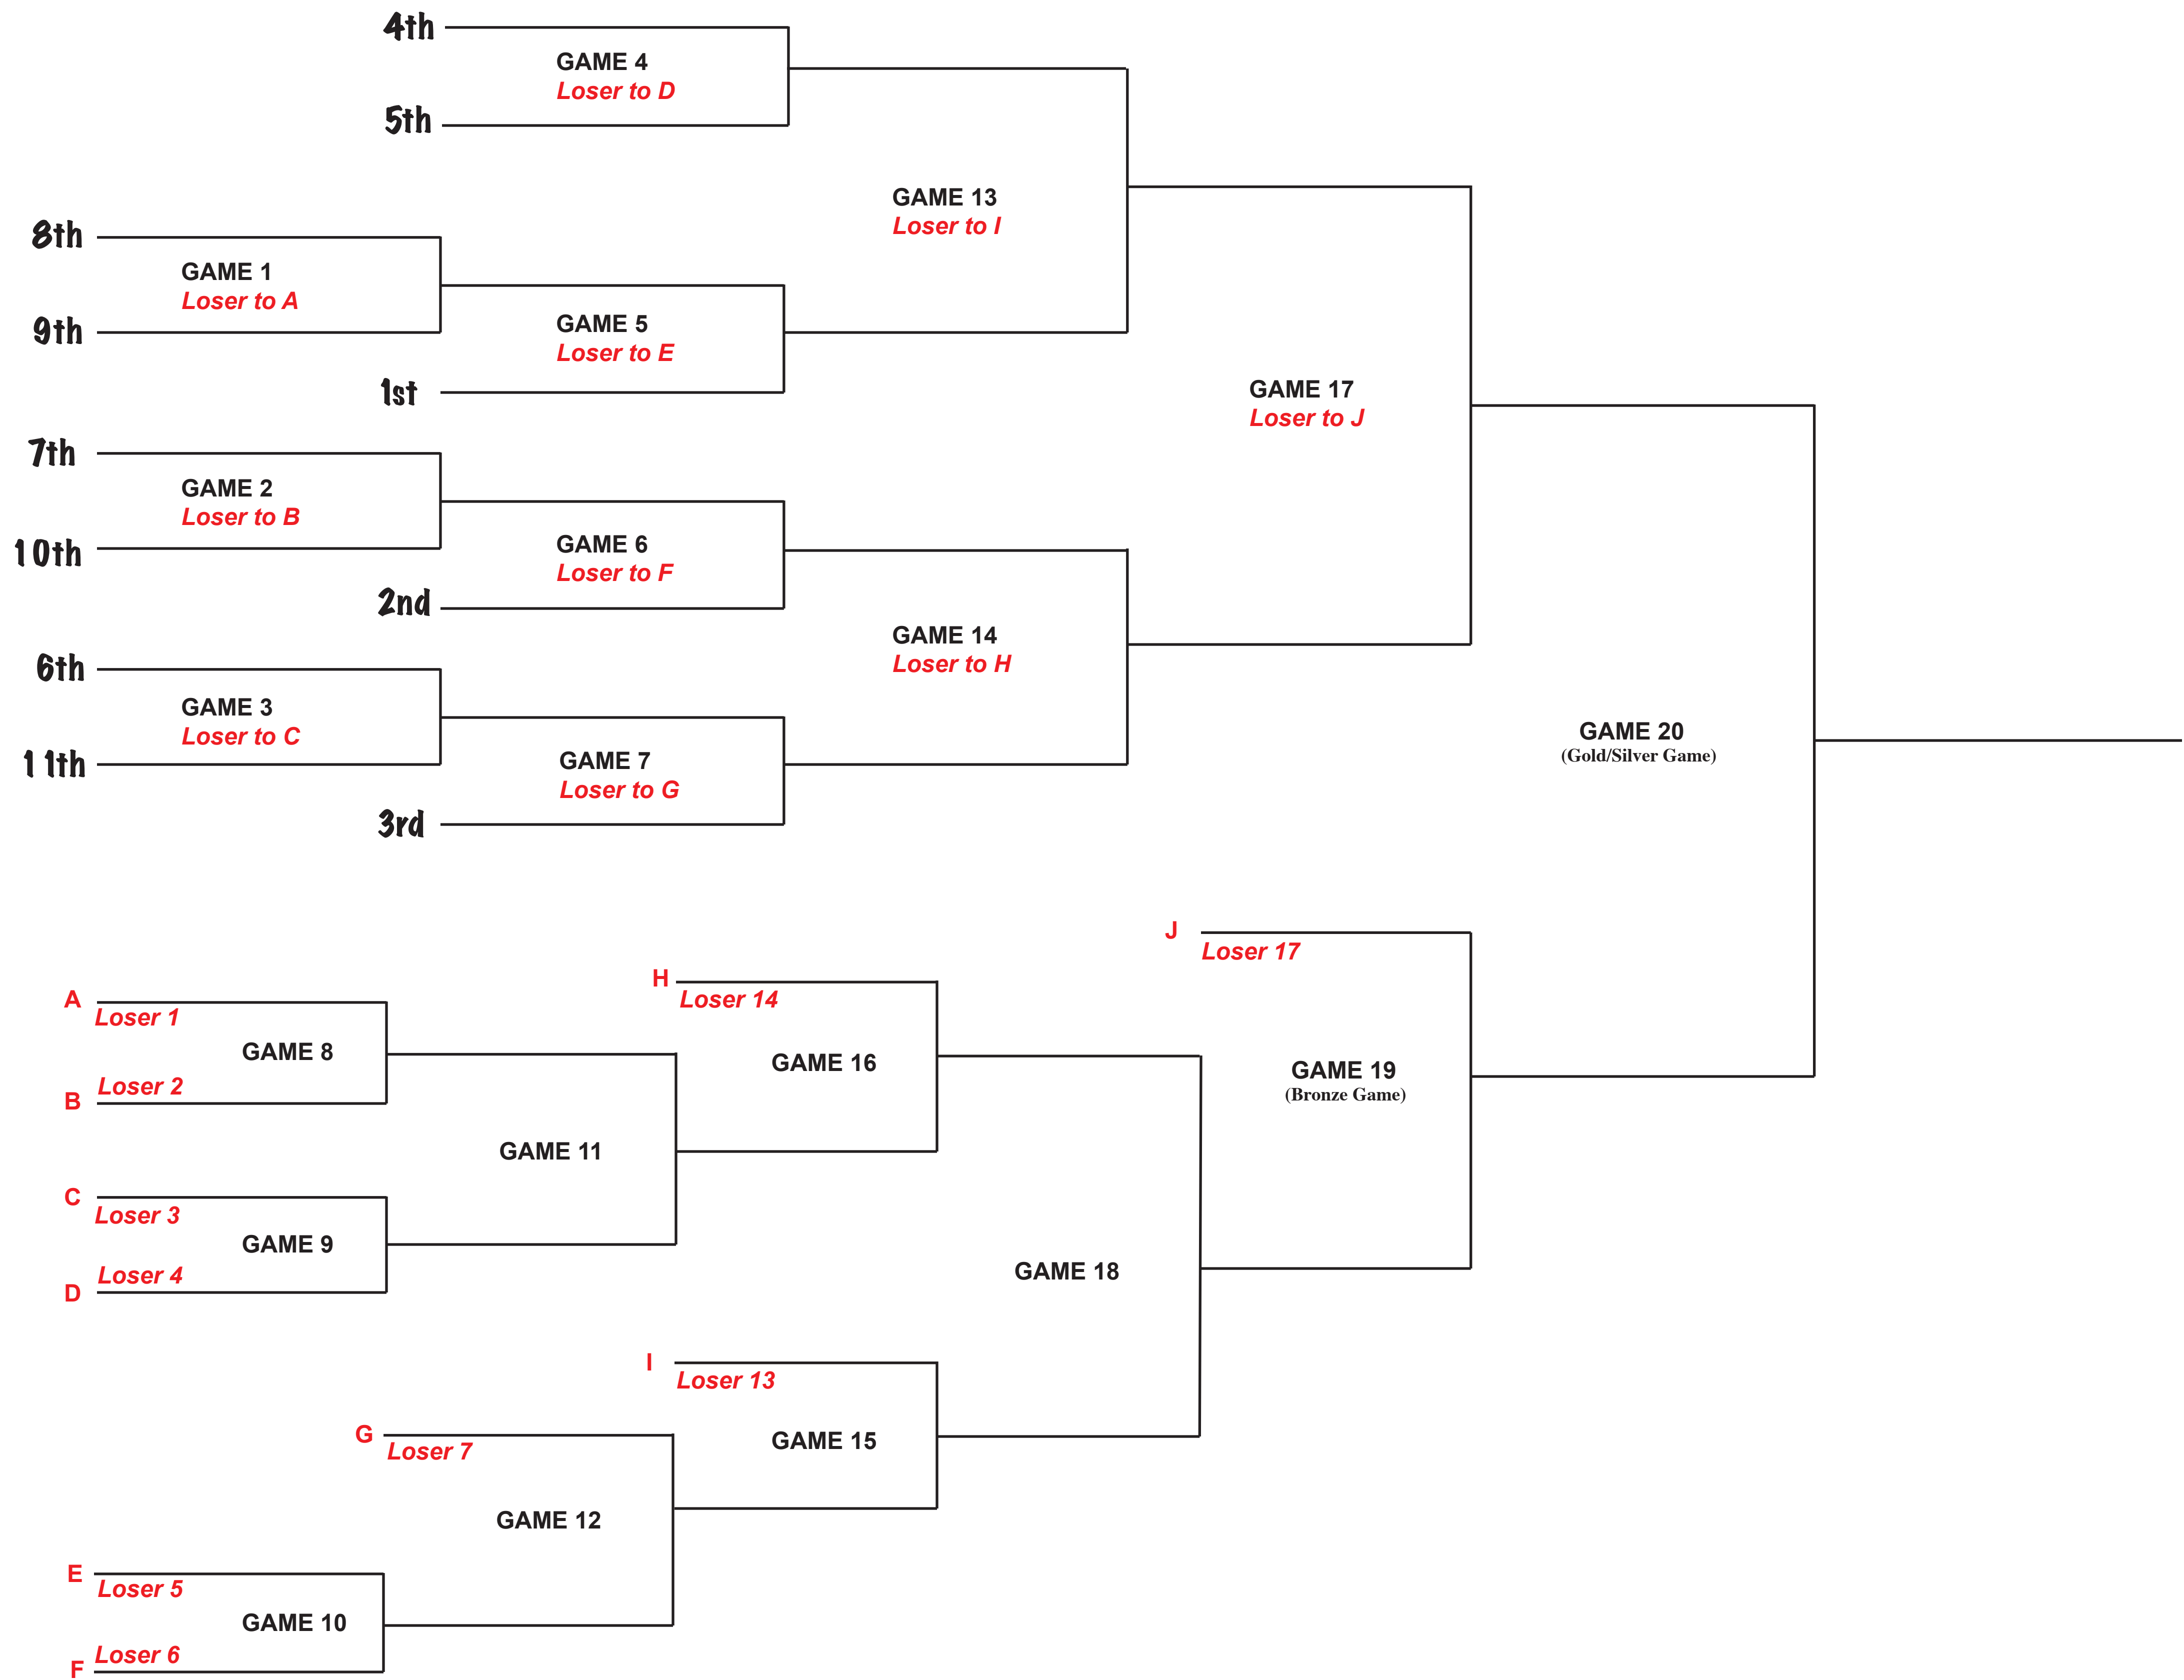 4th
GAME 4
Loser to D
5th
GAME 13
Loser to I
8th
GAME 1
Loser to A
9th
GAME 5
Loser to E
1st
GAME 17
Loser to J
7th
GAME 2
Loser to B
10th
GAME 6
Loser to F
2nd
GAME 14
Loser to H
6th
GAME 3
Loser to C
11th
GAME 7
Loser to G
3rd
GAME 20
(Gold/Silver Game)
J
Loser 17
H
Loser 14
A
Loser 1
GAME 8
Loser 2
B
GAME 16
GAME 19
(Bronze Game)
GAME 11
C
Loser 3
GAME 9
Loser 4
D
GAME 18
I
Loser 13
G
Loser 7
GAME 15
GAME 12
E
Loser 5
GAME 10
Loser 6
F